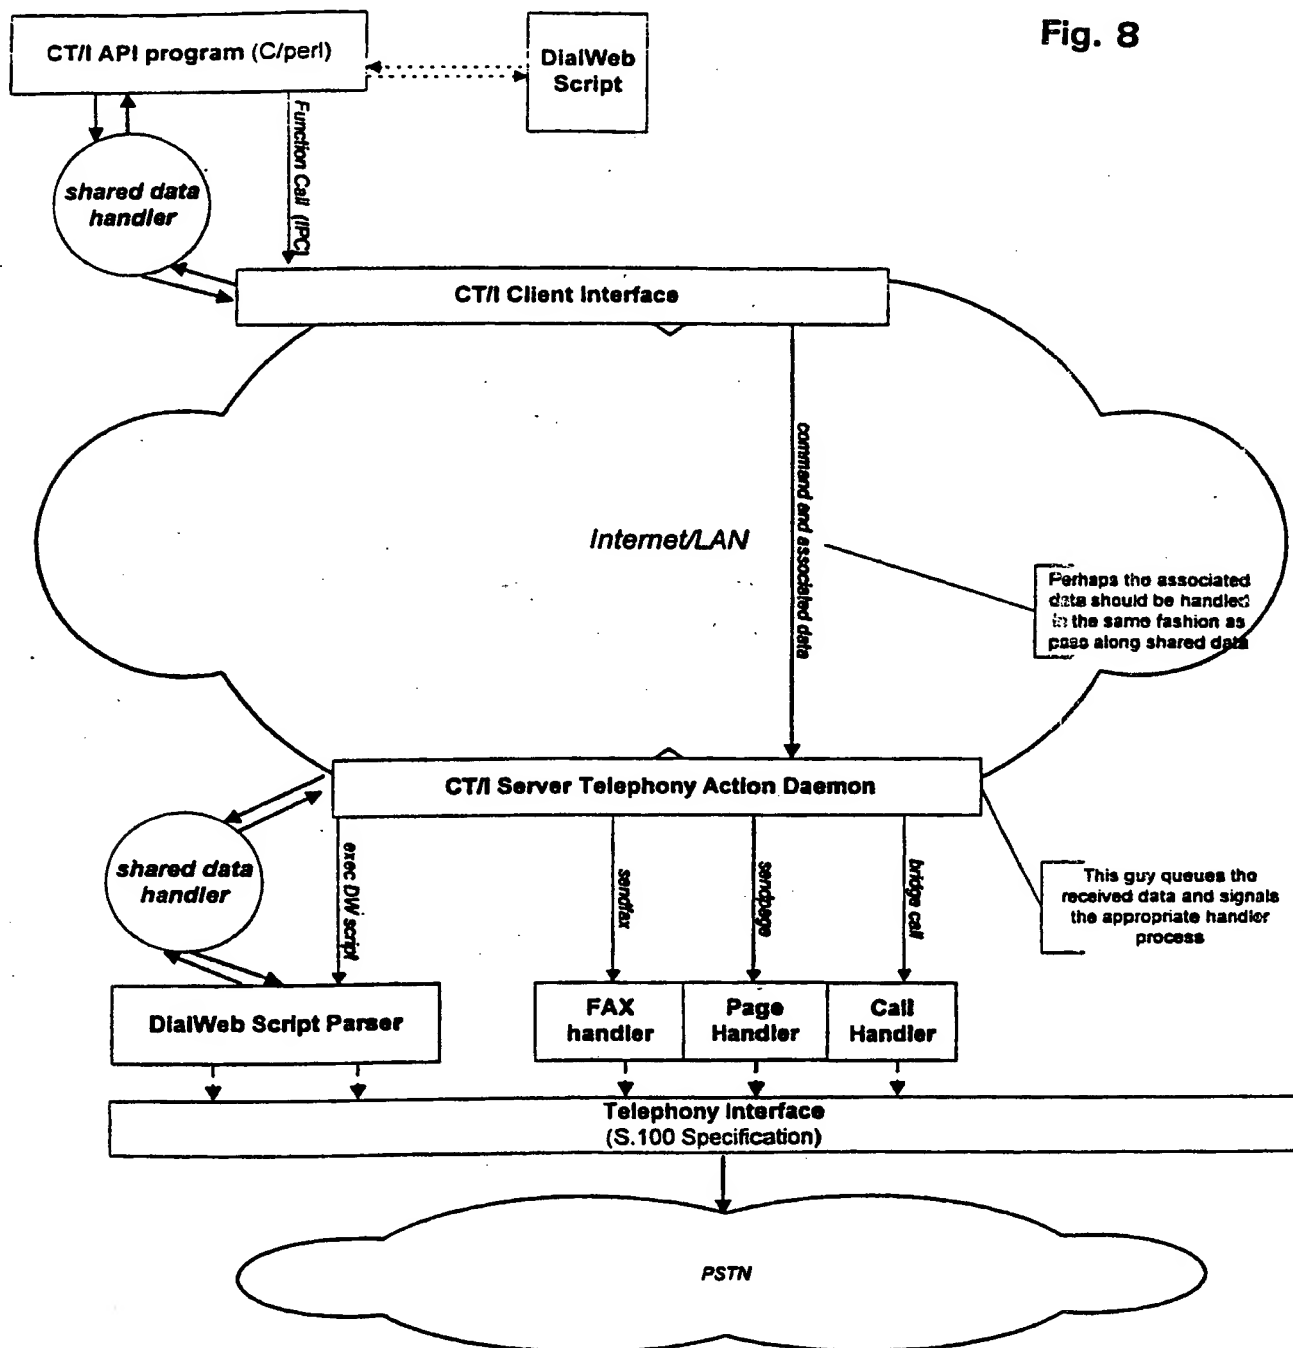 Fig. 8
CT/I API program (C/perl)
DialWeb
Script
Function Call (IPC)
shared data
handler
CT/I Client Interface
command and associated data
Internet/LAN
Perhaps the associated
data should be handled
in the same fashion as
pass along shared data
CT/I Server Telephony Action Daemon
shared data
handler
exec DW script
sendfax
sendpage
bridge call
This guy queues the
received data and signals
the appropriate handler
process
DialWeb Script Parser
FAX
handler
Page
Handler
Call
Handler
Telephony Interface
(S.100 Specification)
PSTN